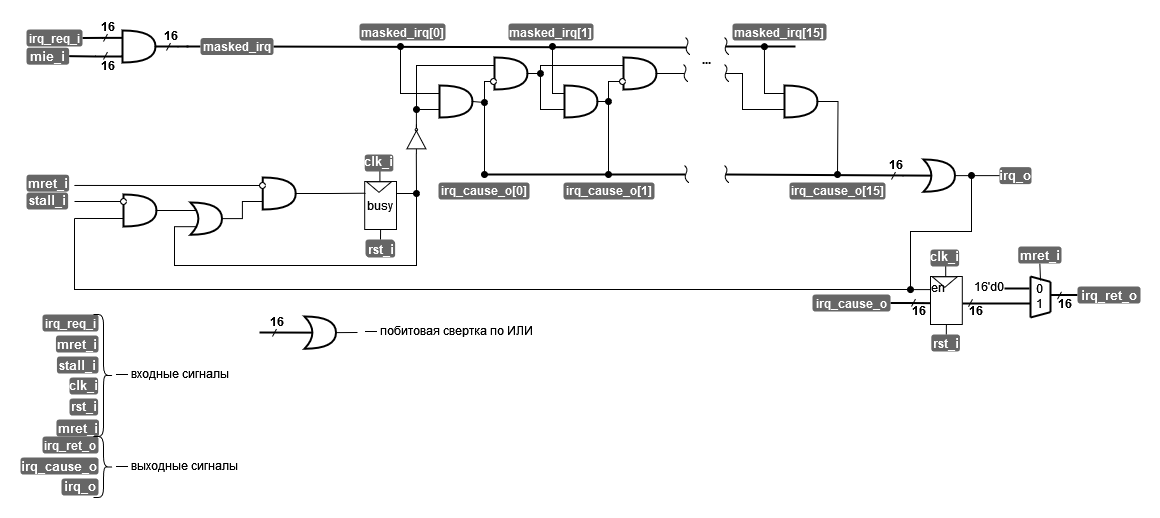 irq_req_i
16
mie_i
16
16
masked_irq
masked_irq[0]
masked_irq[1]
...
masked_irq[15]
mret_i
stall_i
clk_i
busy
rst_i
irq_cause_o[0]
irq_cause_o[1]
irq_cause_o[15]
16
irq_o
clk_i
en
irq_cause_o
16
rst_i
16'd0
16
mret_i
0
1
16
irq_ret_o
16
— побитовая свертка по ИЛИ
irq_req_i
mret_i
stall_i
clk_i
rst_i
mret_i
— входные сигналы
irq_ret_o
irq_cause_o
irq_o
— выходные сигналы